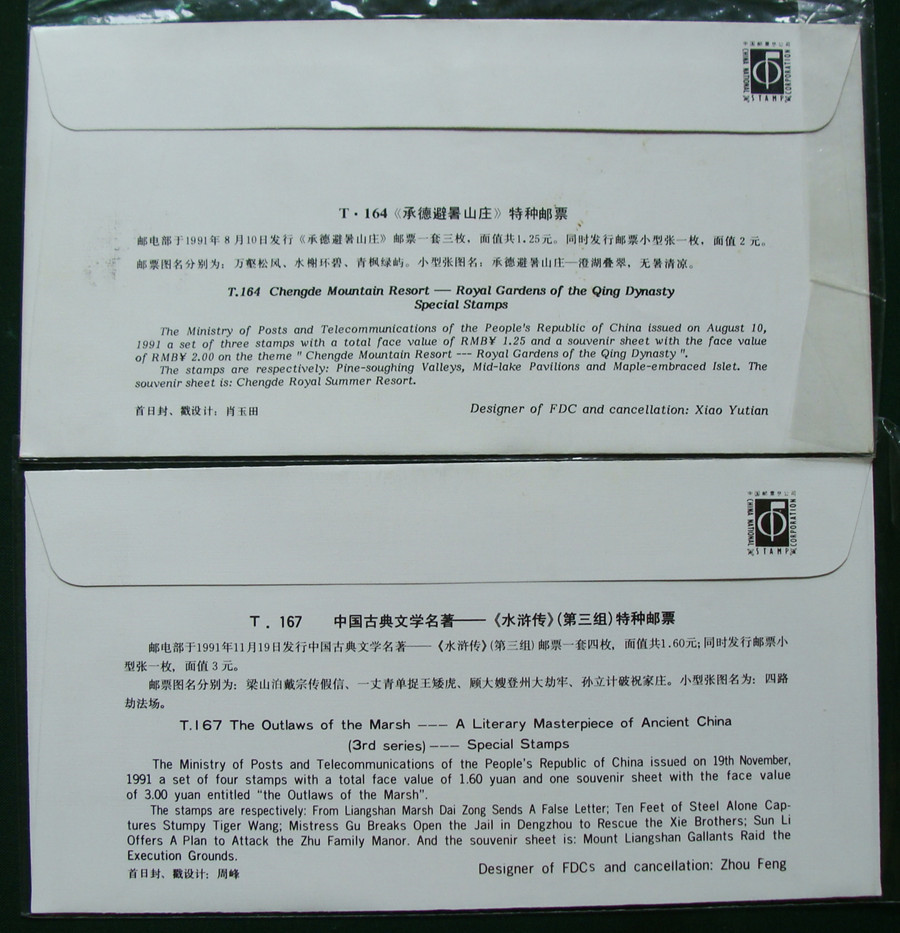 中国邮票总公司
CHINA NATIONAL
STAMP
CORPORATION
T·164《承德避暑山庄》特种邮票
邮电部于1991年8月10日发行《承德避暑山庄》邮票一套三枚，面值共1.25元。同时发行邮票小型张一枚，面值2元。
邮票图名分别为：万壑松风、水榭环碧、青枫绿屿。小型张图名：承德避暑山庄—澄湖叠翠，无暑清凉。
T.164 Chengde Mountain Resort — Royal Gardens of the Qing Dynasty
Special Stamps
The Ministry of Posts and Telecommunications of the People's Republic of China issued on August 10,
1991 a set of three stamps with a total face value of RMB¥ 1.25 and a souvenir sheet with the face value
of RMB¥ 2.00 on the theme " Chengde Mountain Resort --- Royal Gardens of the Qing Dynasty ".
The stamps are respectively: Pine-soughing Valleys, Mid-lake Pavilions and Maple-embraced Islet. The
souvenir sheet is: Chengde Royal Summer Resort.
首日封、戳设计：肖玉田 Designer of FDC and cancellation: Xiao Yutian
中国邮票总公司
CHINA NATIONAL
STAMP
CORPORATION
T.167 中国古典文学名著——《水浒传》(第三组)特种邮票
邮电部于1991年11月19日发行中国古典文学名著——《水浒传》(第三组)邮票一套四枚，面值共1.60元;同时发行邮票小
型张一枚，面值3元。
邮票图名分别为：梁山泊戴宗传假信、一丈青单捉王矮虎、顾大嫂登州大劫牢、孙立计破祝家庄。小型张图名为：四路
劫法场。
T.167 The Outlaws of the Marsh --- A Literary Masterpiece of Ancient China
(3rd series) --- Special Stamps
The Ministry of Posts and Telecommunications of the People's Republic of China issued on 19th November,
1991 a set of four stamps with a total face value of 1.60 yuan and one souvenir sheet with the face value
of 3.00 yuan entitled "the Outlaws of the Marsh".
The stamps are respectively: From Liangshan Marsh Dai Zong Sends A False Letter; Ten Feet of Steel Alone Cap-
tures Stumpy Tiger Wang; Mistress Gu Breaks Open the Jail in Dengzhou to Rescue the Xie Brothers; Sun Li
Offers A Plan to Attack the Zhu Family Manor. And the souvenir sheet is: Mount Liangshan Gallants Raid the
Execution Grounds.
首日封、戳设计：周峰 Designer of FDCs and cancellation: Zhou Feng